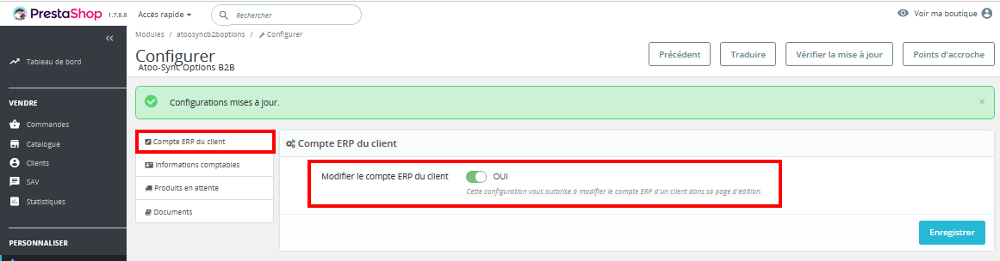 PrestaShop 1.7.8.8 Accès rapide Rechercher Voir ma boutique
Modules / atoosyncb2boptions / Configurer
Configurer
Atoo-Sync Options B2B
Précédent Traduire Vérifier la mise à jour Points d'accroche
Tableau de bord
VENDRE
Commandes
Catalogue
Clients
SAV
Statistiques
PERSONNALISER
Configurations mises à jour.
Compte ERP du client
Informations comptables
Produits en attente
Documents
Compte ERP du client
Modifier le compte ERP du client OUI
Cette configuration vous autorise à modifier le compte ERP d'un client dans sa page d'édition.
Enregistrer